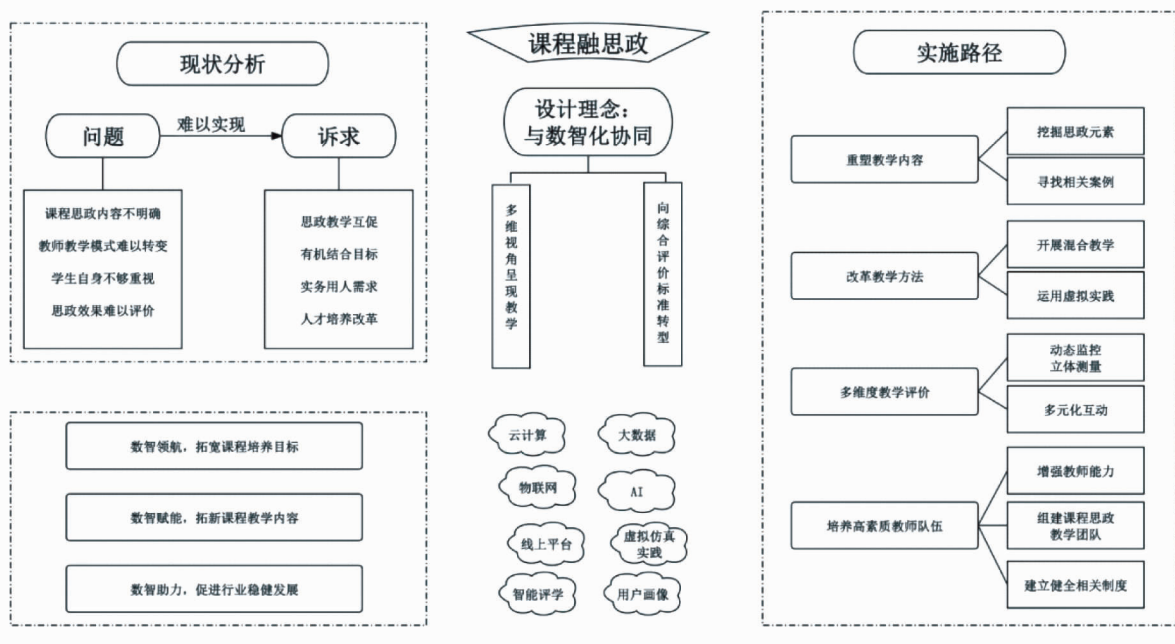 现状分析
问题
难以实现
诉求
课程思政内容不明确
教师教学模式难以转变
学生自身不够重视
思政效果难以评价
思政教学互促
有机结合目标
实务用人需求
人才培养改革
数智领航，拓宽课程培养目标
数智赋能，拓新课程教学内容
数智助力，促进行业稳健发展
课程融思政
设计理念：
与数智化协同
多维视角呈现教学
向综合评价标准转型
云计算
大数据
物联网
AI
线上平台
虚拟仿真
实践
智能评学
用户画像
实施路径
重塑教学内容
挖掘思政元素
寻找相关案例
改革教学方法
开展混合教学
运用虚拟实践
多维度教学评价
动态监控
立体测量
多元化互动
培养高素质教师队伍
增强教师能力
组建课程思政
教学团队
建立健全相关制度